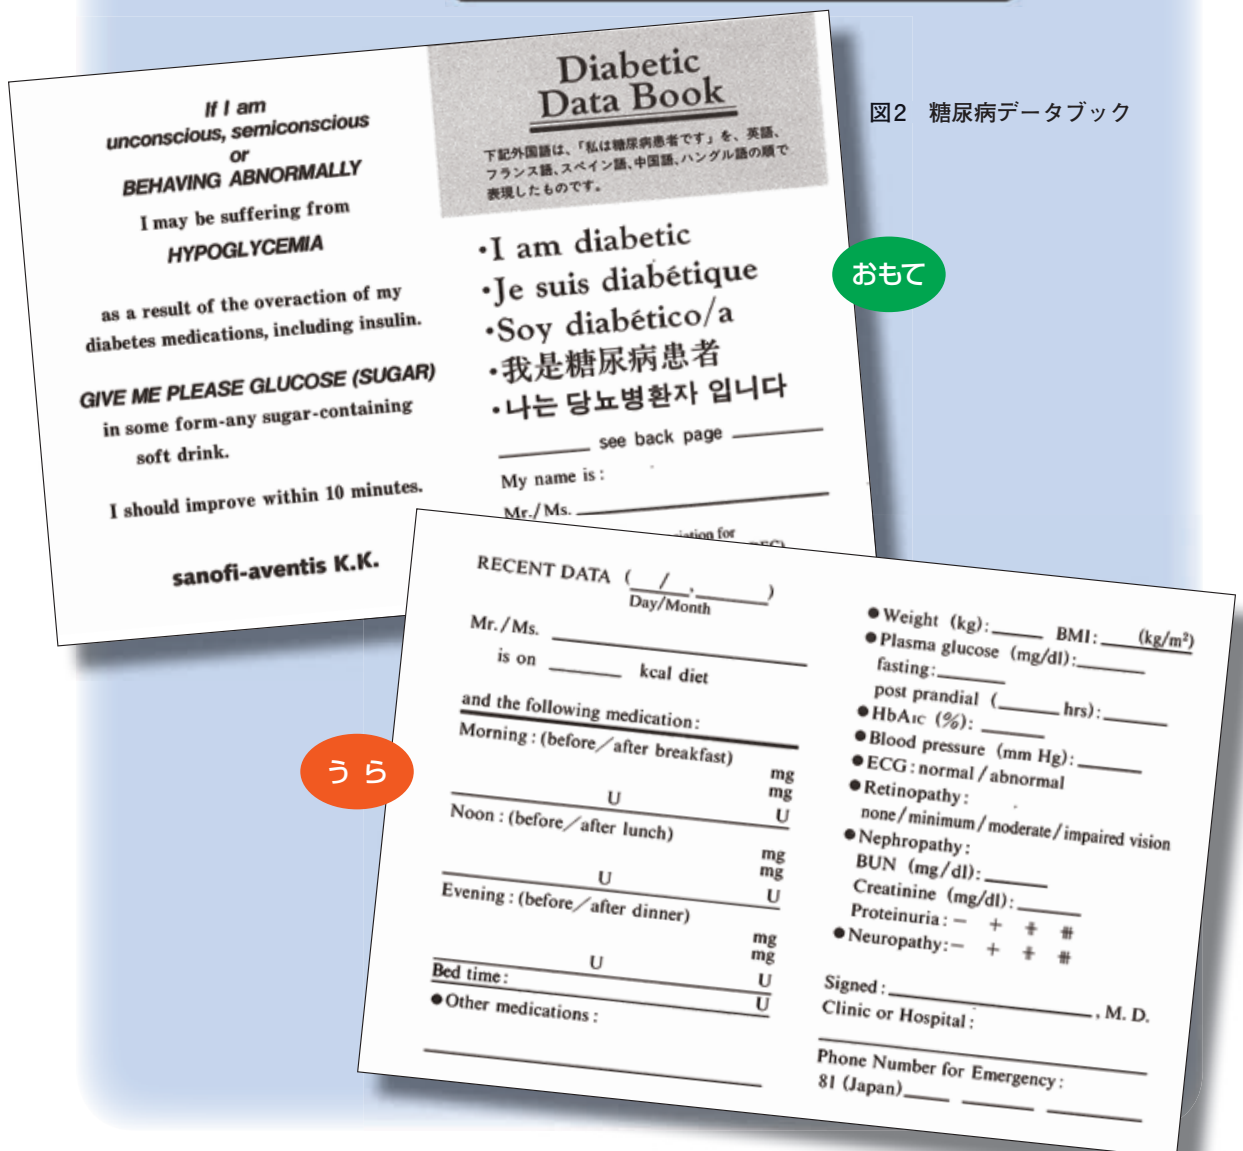 図2 糖尿病データブック
おもて
If I am
unconscious, semiconscious
or
BEHAVING ABNORMALLY
I may be suffering from
HYPOGLYCEMIA
as a result of the overaction of my
diabetes medications, including insulin.
GIVE ME PLEASE GLUCOSE (SUGAR)
in some form-any sugar-containing
soft drink.
I should improve within 10 minutes.
sanofi-aventis K.K.
Diabetic
Data Book
下記外国語は、「私は糖尿病患者です」を、英語、
フランス語、スペイン語、中国語、ハングル語の順で
表現したものです。
・I am diabetic
・Je suis diabétique
・Soy diabético/a
・我是糖尿病患者
・나는 당뇨병환자 입니다
see back page
My name is :
Mr./Ms.
for
うら
RECENT DATA ( / , )
Day/Month
Mr./Ms.
is on kcal diet
and the following medication :
Morning : (before/after breakfast)
mg
mg
U U
Noon : (before/after lunch)
mg
mg
U U
Evening : (before/after dinner)
mg
mg
U U
Bed time : U
●Other medications :
●Weight (kg) : BMI : (kg/m²)
●Plasma glucose (mg/dl) :
fasting :
post prandial ( hrs) :
●HbA1C (%) :
●Blood pressure (mm Hg) :
●ECG : normal / abnormal
●Retinopathy :
none / minimum / moderate / impaired vision
●Nephropathy :
BUN (mg/dl) :
Creatinine (mg/dl) :
Proteinuria : − + ⧺ ⧻
●Neuropathy : − + ⧺ ⧻
Signed : , M. D.
Clinic or Hospital :
Phone Number for Emergency :
81 (Japan)